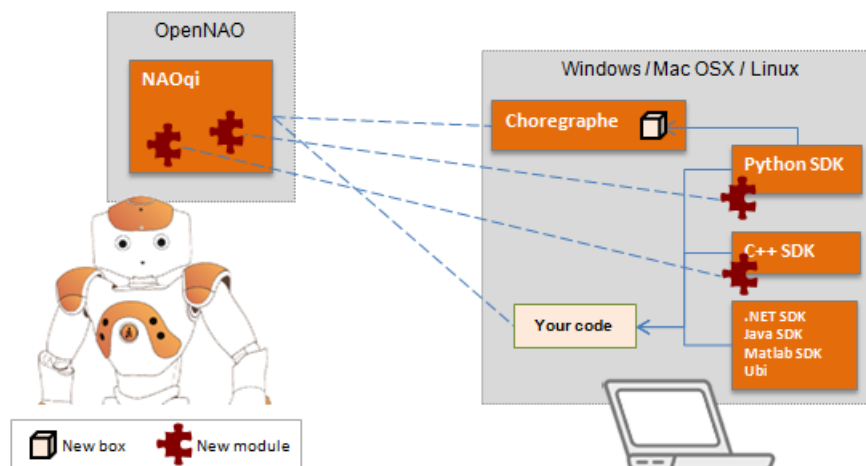 OpenNAO
NAOqi
Windows / Mac OSX / Linux
Choregraphe
Python SDK
C++ SDK
Your code
.NET SDK
Java SDK
Matlab SDK
Ubi
New box
New module